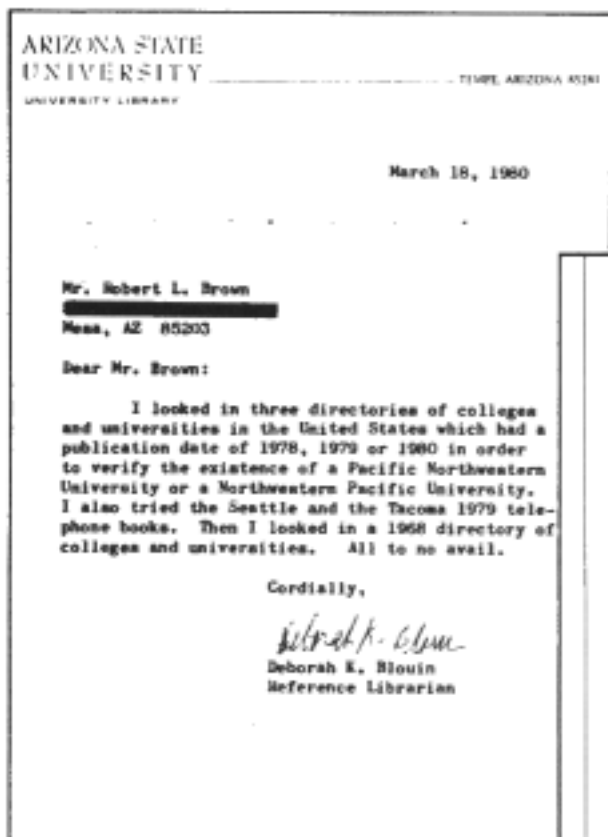 ARIZONA STATE
UNIVERSITY TEMPE, ARIZONA 85281
UNIVERSITY LIBRARY
March 18, 1980
Mr. Robert L. Brown
Mesa, AZ 85203
Dear Mr. Brown:
I looked in three directories of colleges
and universities in the United States which had a
publication date of 1978, 1979 or 1980 in order
to verify the existence of a Pacific Northwestern
University or a Northwestern Pacific University.
I also tried the Seattle and the Tacoma 1979 tele-
phone books. Then I looked in a 1968 directory of
colleges and universities. All to no avail.
Cordially,
Deborah K. Blouin
Deborah K. Blouin
Reference Librarian